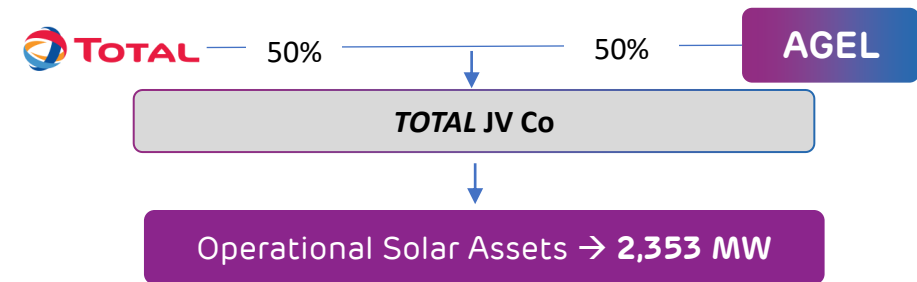 TOTAL 50% 50% AGEL
TOTAL JV Co
Operational Solar Assets → 2,353 MW